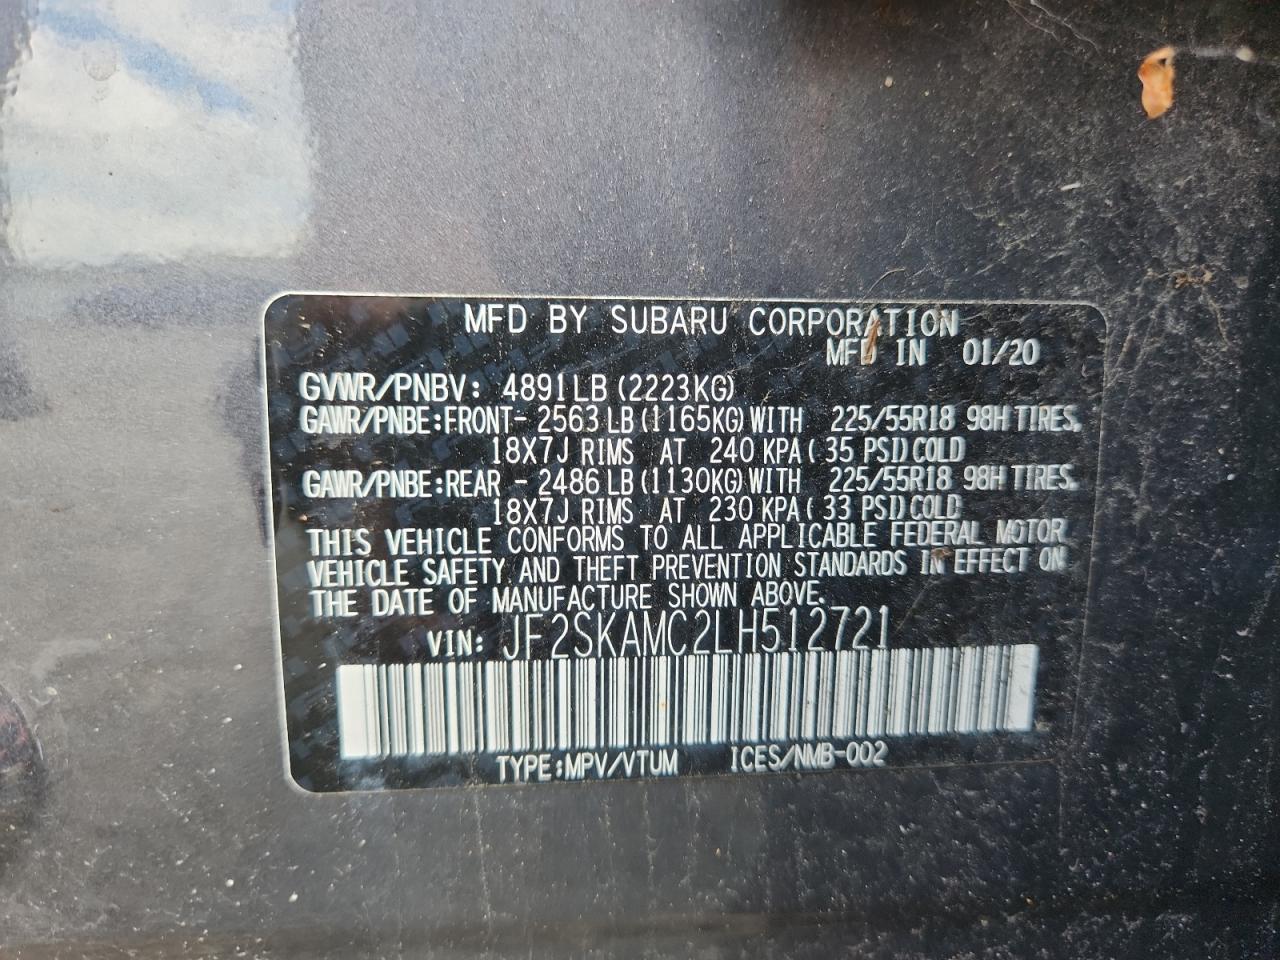 MFD BY SUBARU CORPORATION
MFD IN 01/20
GVWR/PNBV: 4891LB (2223KG)
GAWR/PNBE:FRONT- 2563 LB (1165KG) WITH 225/55R18 98H TIRES,
18X7J RIMS AT 240 KPA ( 35 PSI) COLD
GAWR/PNBE:REAR - 2486 LB (1130KG) WITH 225/55R18 98H TIRES,
18X7J RIMS AT 230 KPA ( 33 PSI) COLD
THIS VEHICLE CONFORMS TO ALL APPLICABLE FEDERAL MOTOR
VEHICLE SAFETY AND THEFT PREVENTION STANDARDS IN EFFECT ON
THE DATE OF MANUFACTURE SHOWN ABOVE.
VIN: JF2SKAMC2LH512721
TYPE:MPV/VTUM ICES/NMB-002